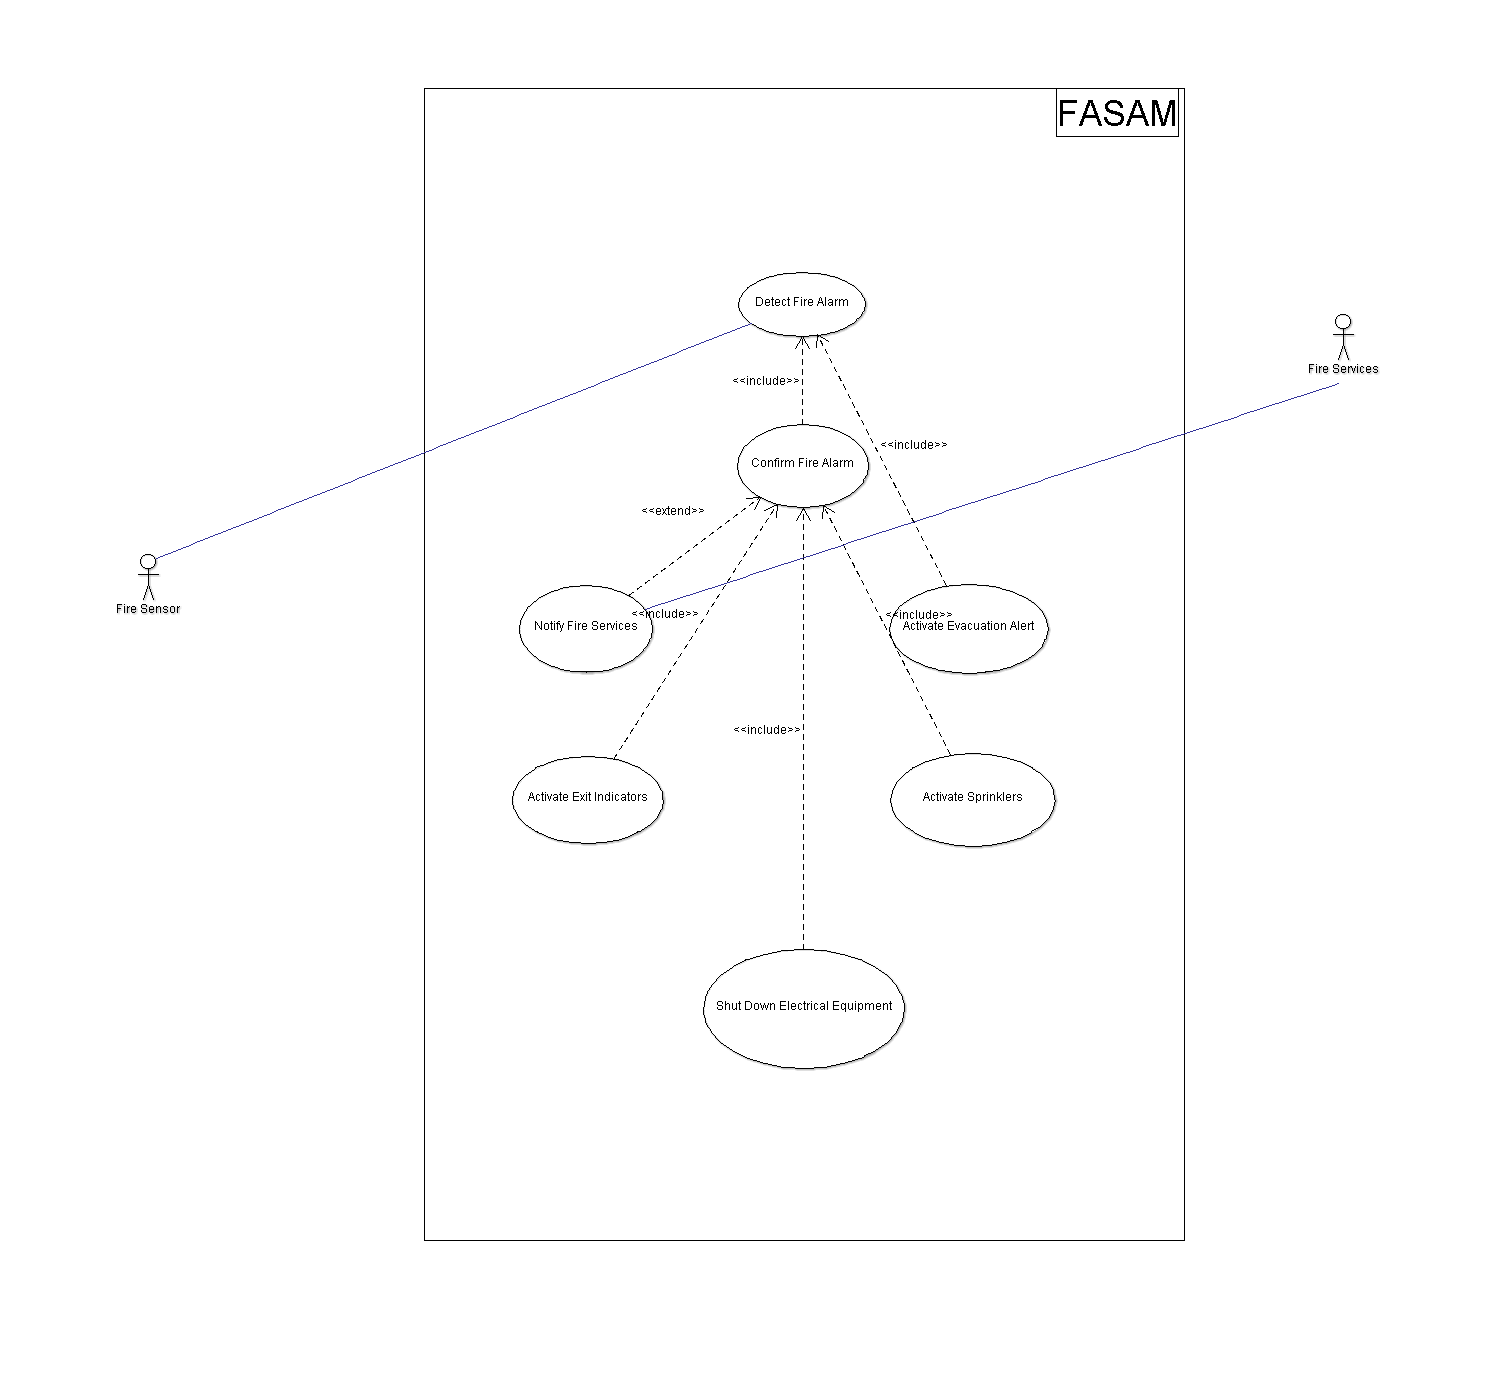 FASAM
Detect Fire Alarm
Fire Services
<<include>>
<<include>>
Confirm Fire Alarm
<<extend>>
Fire Sensor
<<include>>
Notify Fire Services
<<include>>
Activate Evacuation Alert
<<include>>
Activate Exit Indicators
Activate Sprinklers
Shut Down Electrical Equipment